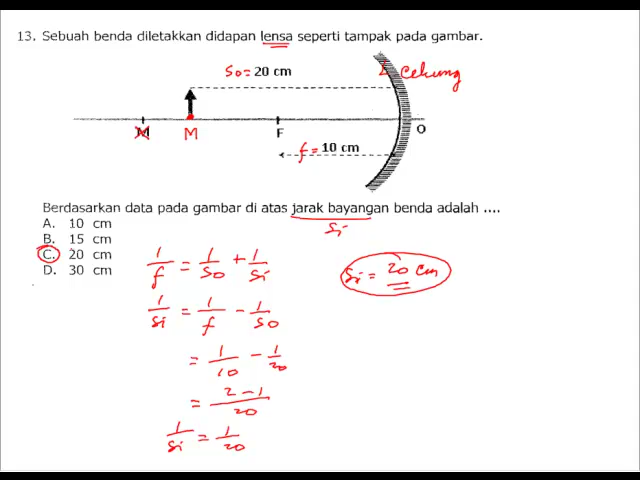 13. Sebuah benda diletakkan didapan lensa seperti tampak pada gambar.
so = 20 cm
cekung
M M F O
f = 10 cm
Berdasarkan data pada gambar di atas jarak bayangan benda adalah ....
si
A. 10 cm
B. 15 cm
C. 20 cm
D. 30 cm
1/f = 1/so + 1/si
si = 20 cm
1/si = 1/f - 1/so
= 1/10 - 1/20
= 2-1/20
1/si = 1/20